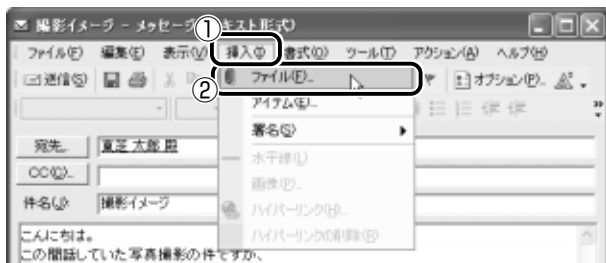 撮影イメージ - メッセージ
キスト形式)
①
ファイル(F) 編集(E) 表示(V) 挿入(I) 書式(O) ツール(T) アクション(A) ヘルプ(H)
送信(S) オプション(P)...
② ファイル(F)...
アイテム(E)...
署名(S)
水平線(L)
画像(P)...
ハイパーリンク(H)...
ハイパーリンクの削除(R)
宛先... 東芝 太郎 殿
CC(C)...
件名(J): 撮影イメージ
こんにちは。
この間話していた写真撮影の件ですが、